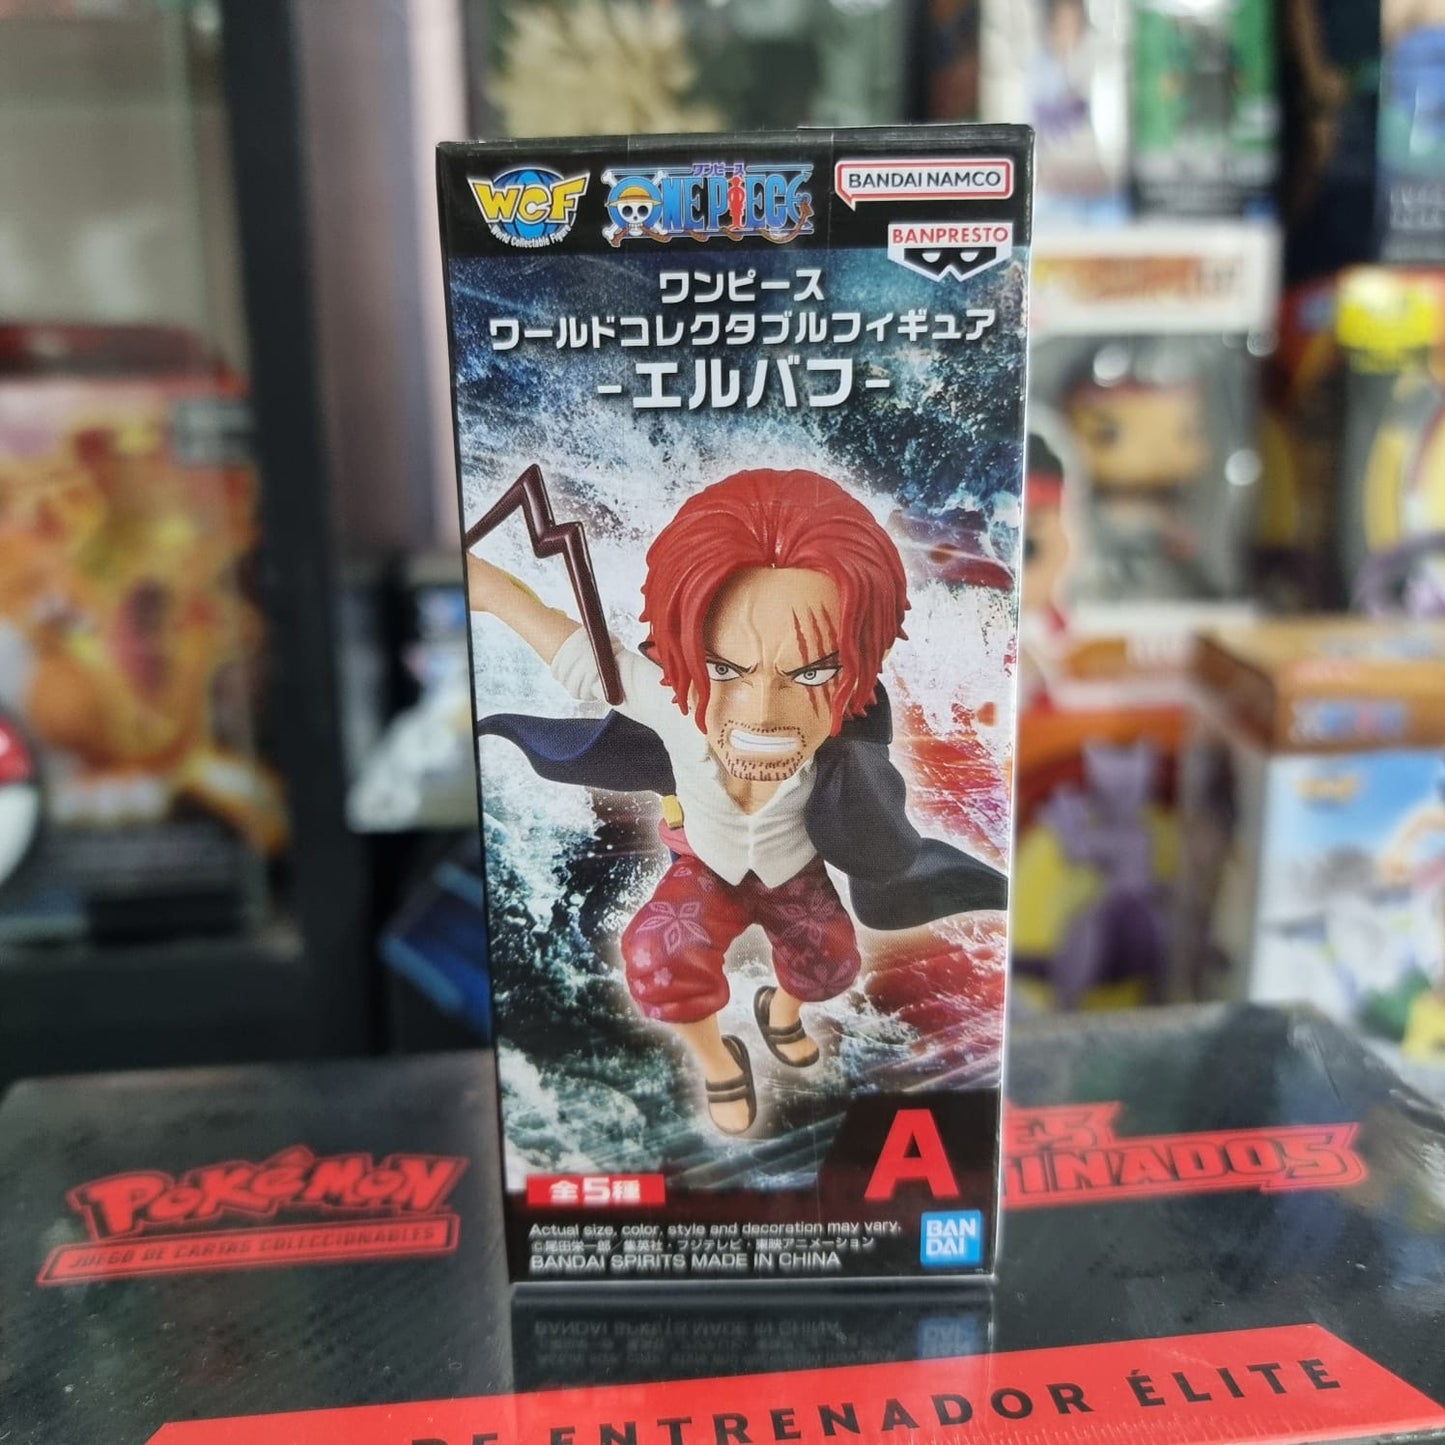 WCF
World Collectable Figure
ワンピース
ONE PIECE
BANDAI NAMCO
BANPRESTO
ワンピース
ワールドコレクタブルフィギュア
-エルバフ-
A
全5種
Actual size, color, style and decoration may vary.
©尾田栄一郎／集英社・フジテレビ・東映アニメーション
BANDAI SPIRITS MADE IN CHINA
BAN
DAI
POKÉMON
JUEGO DE CARTAS COLECCIONABLES
DE ENTRENADOR ÉLITE